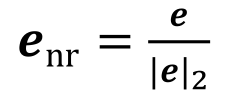 e_nr = e / |e|_2